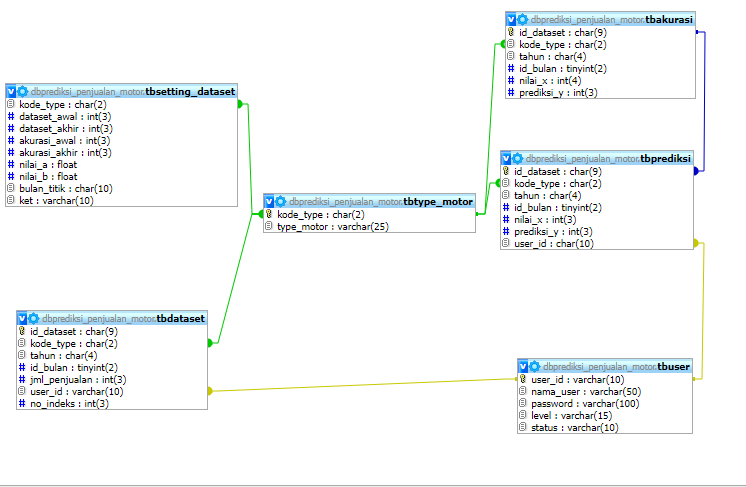 dbprediksi_penjualan_motor.tbakurasi
id_dataset : char(9)
kode_type : char(2)
tahun : char(4)
id_bulan : tinyint(2)
nilai_x : int(4)
prediksi_y : int(3)
dbprediksi_penjualan_motor.tbsetting_dataset
kode_type : char(2)
dataset_awal : int(3)
dataset_akhir : int(3)
akurasi_awal : int(3)
akurasi_akhir : int(3)
nilai_a : float
nilai_b : float
bulan_titik : char(10)
ket : varchar(10)
dbprediksi_penjualan_motor.tbprediksi
id_dataset : char(9)
kode_type : char(2)
tahun : char(4)
id_bulan : tinyint(2)
nilai_x : int(3)
prediksi_y : int(3)
user_id : char(10)
dbprediksi_penjualan_motor.tbtype_motor
kode_type : char(2)
type_motor : varchar(25)
dbprediksi_penjualan_motor.tbdataset
id_dataset : char(9)
kode_type : char(2)
tahun : char(4)
id_bulan : tinyint(2)
jml_penjualan : int(3)
user_id : varchar(10)
no_indeks : int(3)
dbprediksi_penjualan_motor.tbuser
user_id : varchar(10)
nama_user : varchar(50)
password : varchar(100)
level : varchar(15)
status : varchar(10)